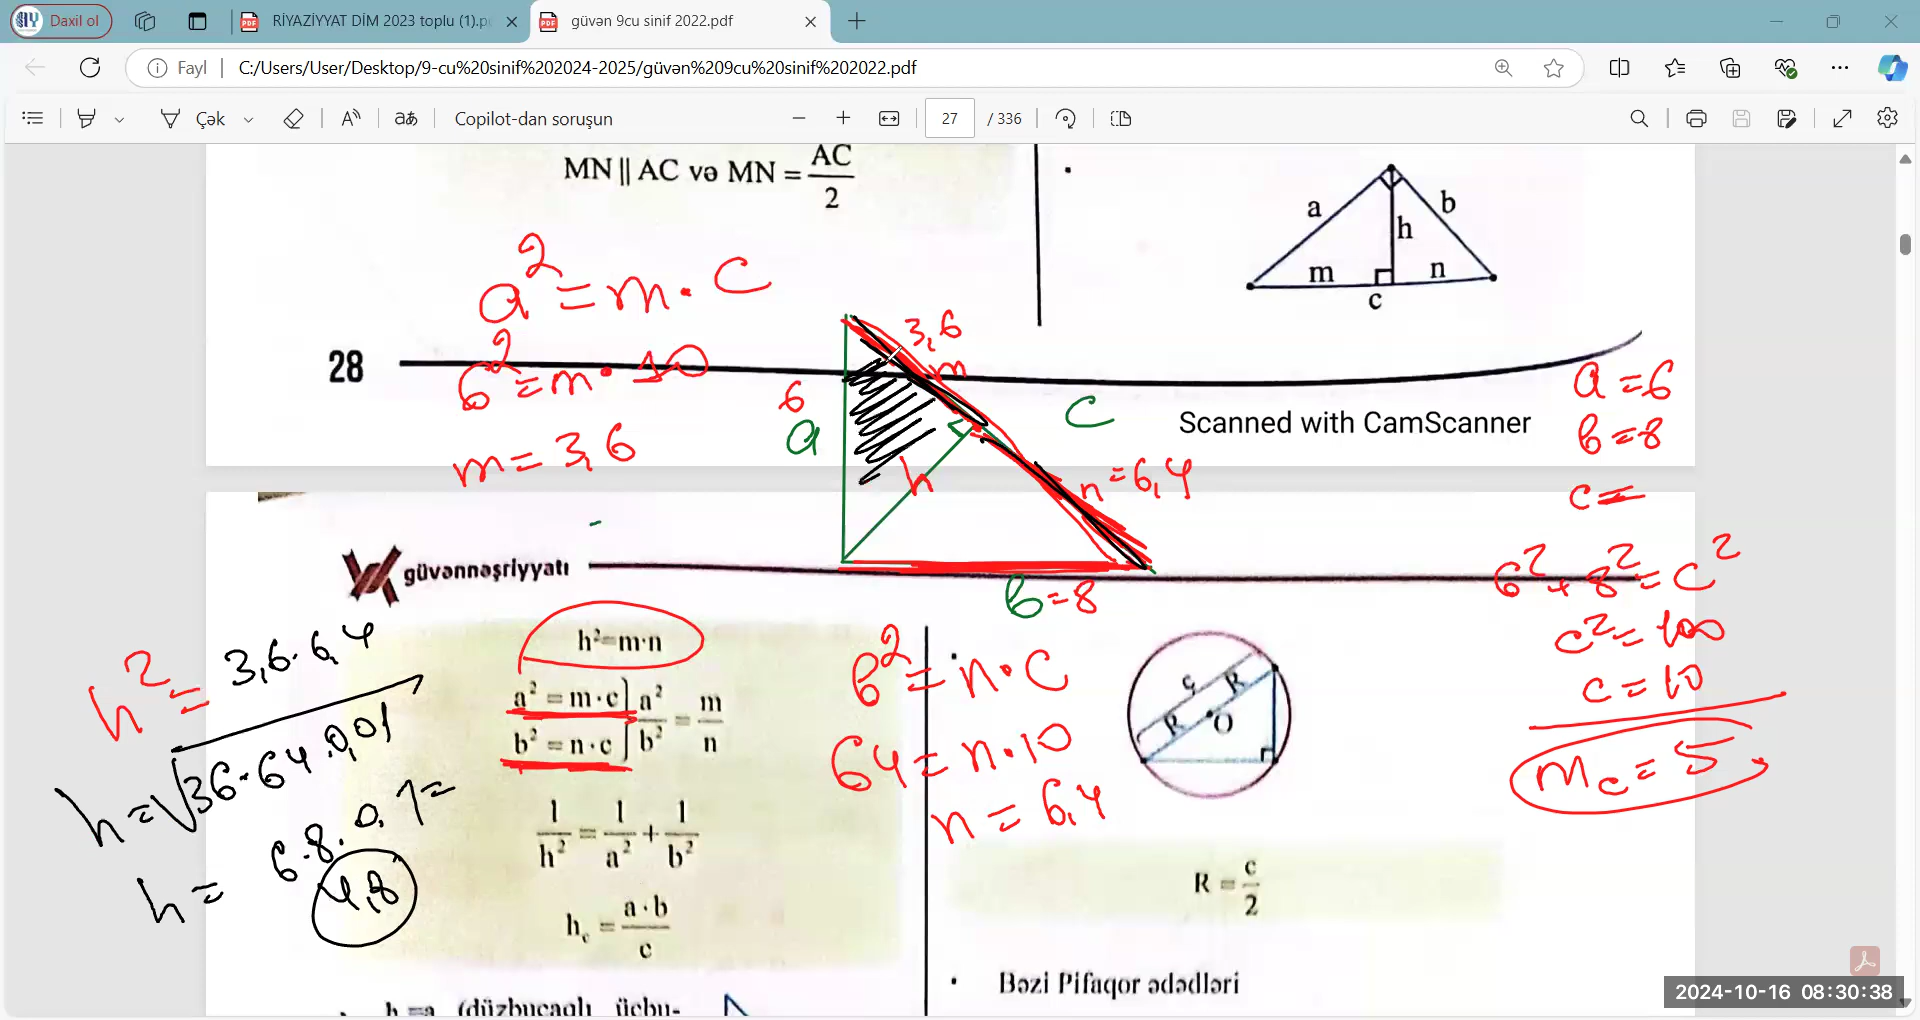 Daxil ol
RİYAZİYYAT DİM 2023 toplu (1).p
güvən 9cu sinif 2022.pdf
Fayl
C:/Users/User/Desktop/9-cu%20sinif%202024-2025/güvən%209cu%20sinif%202022.pdf
Çək
Copilot-dan soruşun
27 / 336
MN || AC və MN = AC/2
a
b
h
m
n
c
a² = m · c
3,6
28
6² = m · 10
m
6
a = 6
c
Scanned with CamScanner
a
b = 8
m = 3,6
h
n = 6,4
c =
güvənnəşriyyatı
b = 8
6² + 8² = c²
h² = 3,6 · 6,4
h²=m·n
b² = n · c
c² = 100
a² = m · c
b² = n · c
a²/b² = m/n
c
R
R
O
c = 10
h = √36 · 64 · 0,01
64 = n · 10
m c = 5
h = 6 · 8 · 0,1 =
4,8
n = 6,4
1/h² = 1/a² + 1/b²
R = c/2
h c = a · b/c
Bəzi Pifaqor ədədləri
h =a (düzbucaqlı üçbu-
2024-10-16 08:30:38